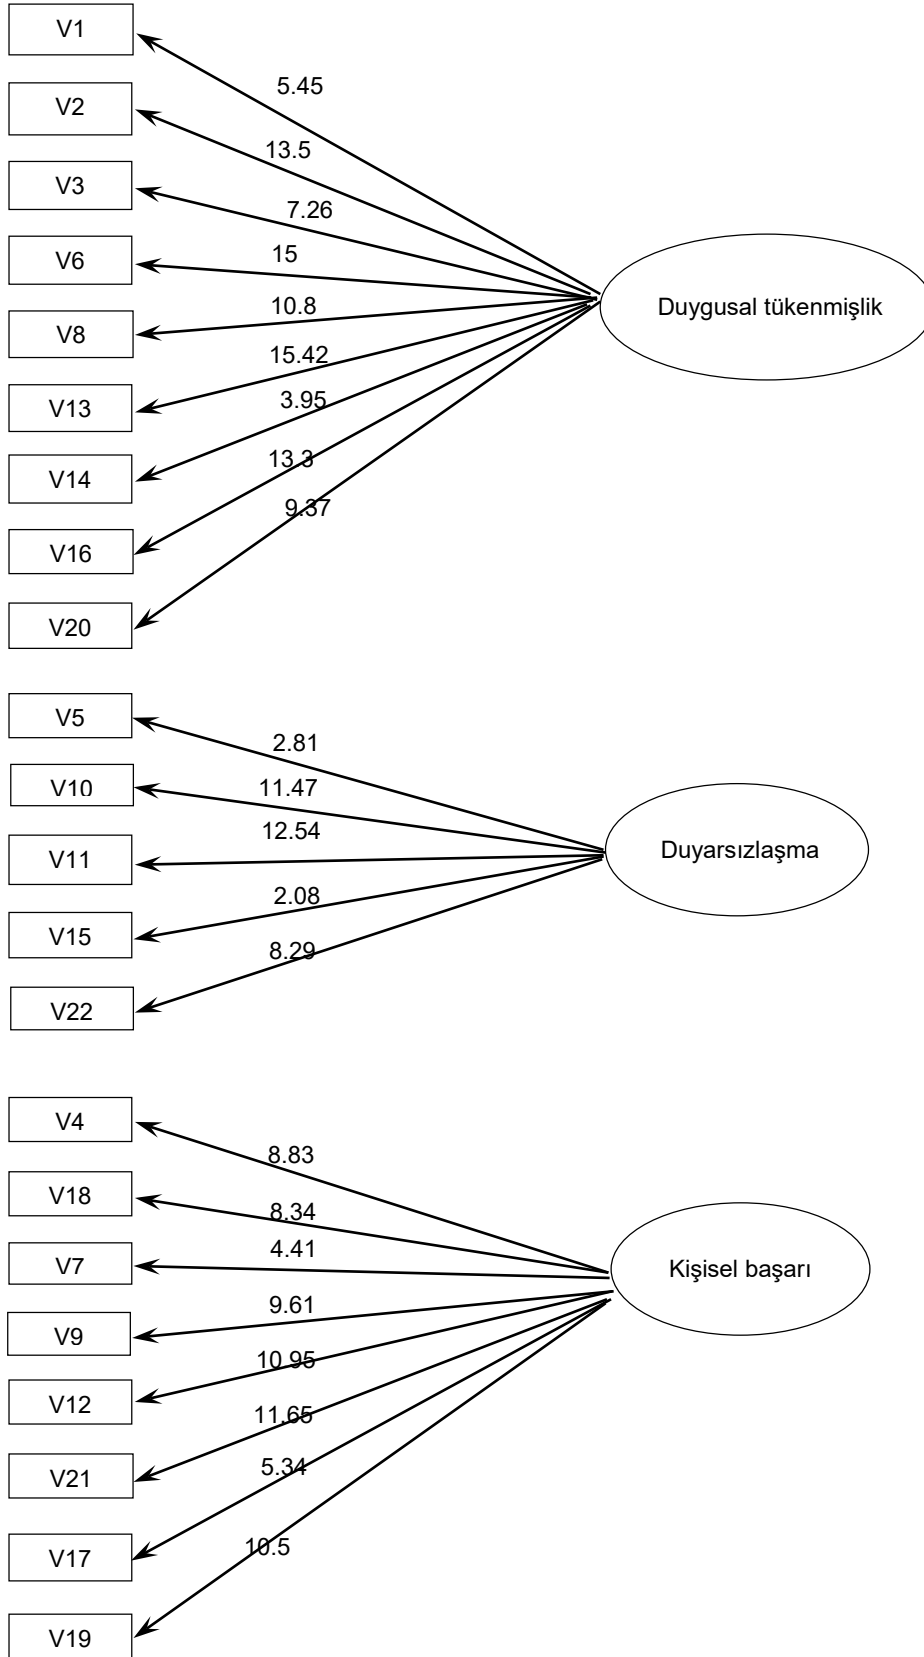 V1
5.45
V2
13.5
V3
7.26
V6
15
Duygusal tükenmişlik
V8
10.8
V13
15.42
V14
3.95
V16
13.3
V20
9.37
V5
2.81
V10
11.47
V11
12.54
Duyarsızlaşma
V15
2.08
V22
8.29
V4
8.83
V18
8.34
V7
4.41
Kişisel başarı
V9
9.61
V12
10.95
V21
11.65
V17
5.34
V19
10.5